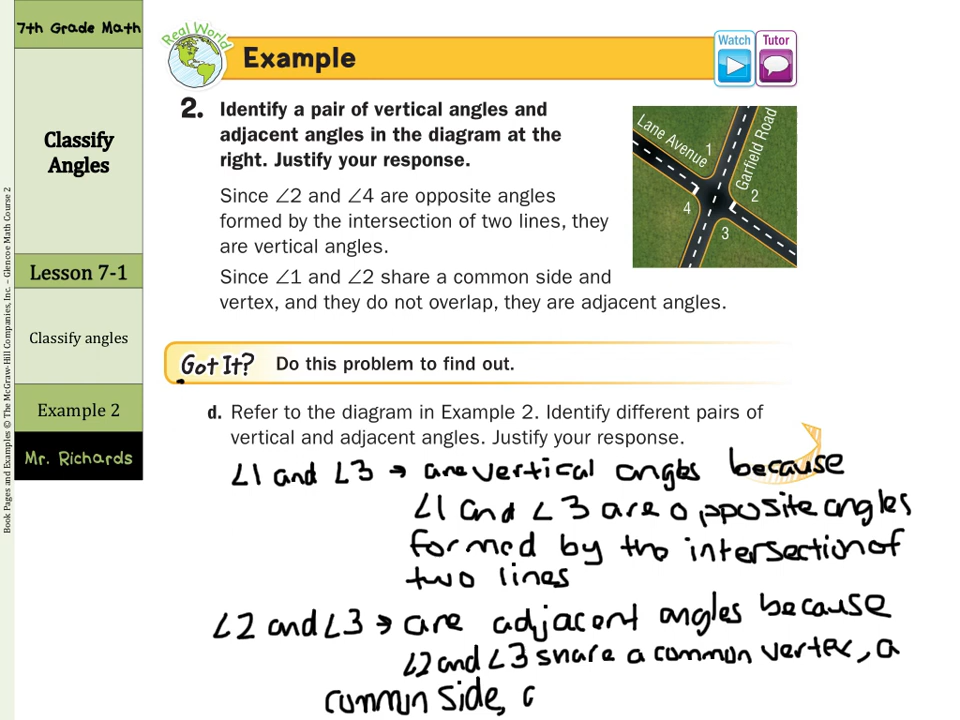 7th Grade Math
Classify
Angles
Lesson 7-1
Classify angles
Example 2
Mr. Richards
Book Pages and Examples © The McGraw-Hill Companies, Inc. – Glencoe Math Course 2
Real World
Example
Watch
Tutor
2. Identify a pair of vertical angles and
adjacent angles in the diagram at the
right. Justify your response.
Since ∠2 and ∠4 are opposite angles
formed by the intersection of two lines, they
are vertical angles.
Since ∠1 and ∠2 share a common side and
vertex, and they do not overlap, they are adjacent angles.
Lane Avenue
Garfield Road
1
2
3
4
Got It? Do this problem to find out.
d. Refer to the diagram in Example 2. Identify different pairs of
vertical and adjacent angles. Justify your response.
∠1 and ∠3 → are vertical angles because
∠1 and ∠3 are opposite angles
formed by the intersection of
two lines
∠2 and ∠3 → are adjacent angles because
∠2 and ∠3 share a common vertex, a
common side, a